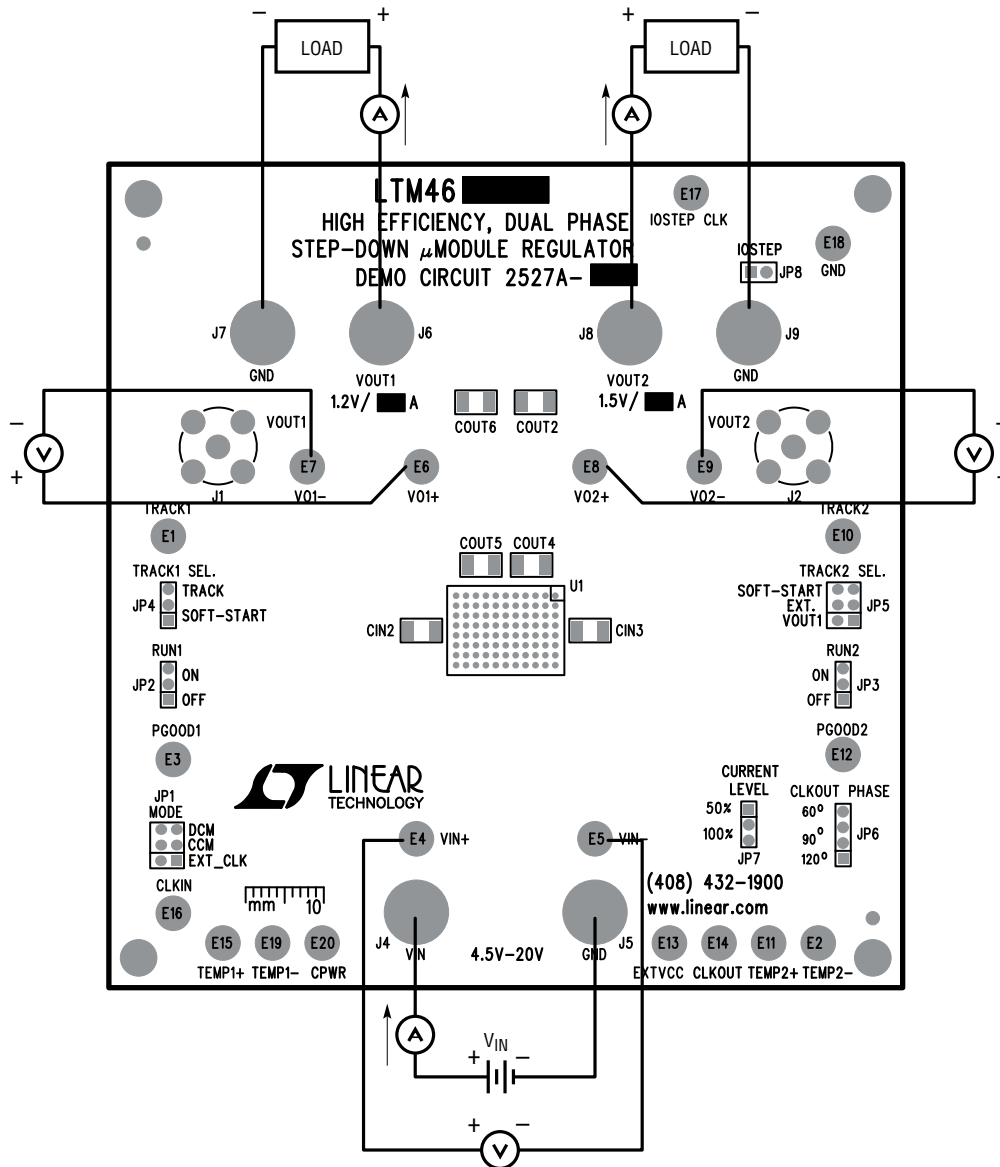 − LOAD +
+ LOAD −
A
A
LTM46
HIGH EFFICIENCY, DUAL PHASE
STEP-DOWN µMODULE REGULATOR
DEMO CIRCUIT 2527A-
E17
IOSTEP CLK
E18
GND
IOSTEP
JP8
J7
GND
J6
VOUT1
1.2V/ A
J8
VOUT2
1.5V/ A
J9
GND
COUT6
COUT2
−
V
+
VOUT1
J1
E7
VO1-
E6
VO1+
E8
VO2+
E9
VO2-
VOUT2
J2
V
TRACK1
E1
TRACK2
E10
COUT5
COUT4
U1
CIN2
CIN3
TRACK1 SEL.
JP4
TRACK
SOFT-START
TRACK2 SEL.
SOFT-START
EXT.
VOUT1
JP5
RUN1
JP2
ON
OFF
RUN2
ON
OFF
JP3
PGOOD1
E3
PGOOD2
E12
LINEAR
TECHNOLOGY
JP1
MODE
DCM
CCM
EXT_CLK
CURRENT
LEVEL
50%
100%
JP7
CLKOUT PHASE
60°
90°
120°
JP6
E4
VIN+
E5
VIN-
CLKIN
E16
mm 10
(408) 432-1900
www.linear.com
J4
VIN
4.5V-20V
J5
GND
E15
TEMP1+
E19
TEMP1-
E20
CPWR
E13
EXTVCC
E14
CLKOUT
E11
TEMP2+
E2
TEMP2-
A
VIN
+ −
+ −
V